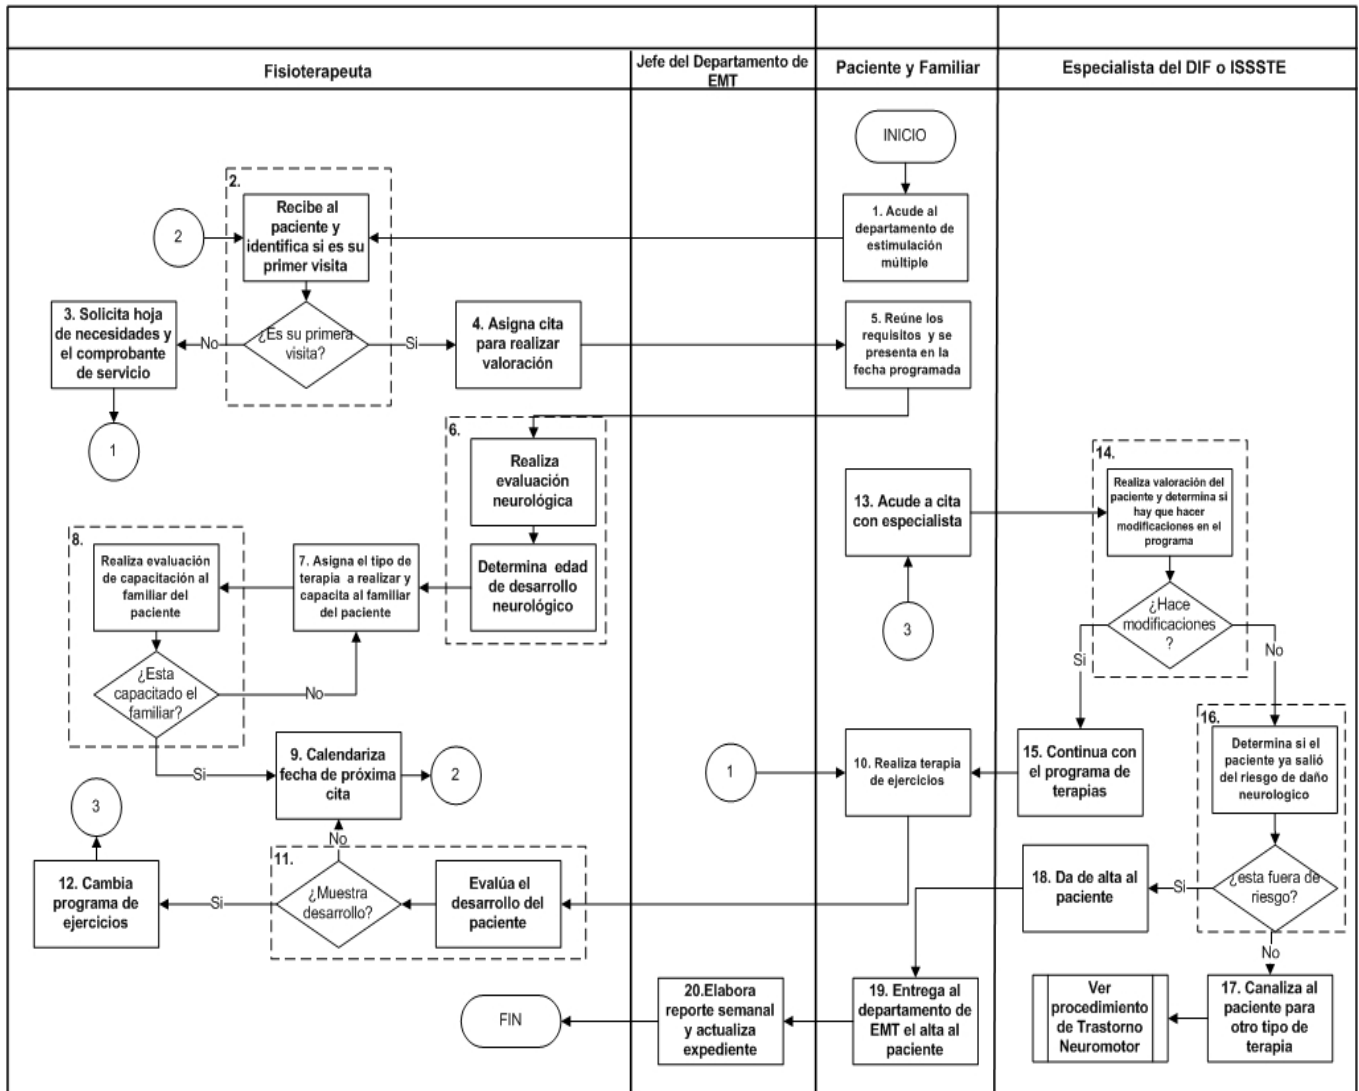 Fisioterapeuta
Jefe del Departamento de
EMT
Paciente y Familiar
Especialista del DIF o ISSSTE
INICIO
1. Acude al
departamento de
estimulación
múltiple
2.
Recibe al
paciente y
identifica si es su
primer visita
2
¿Es su primera
visita?
No
Si
3. Solicita hoja
de necesidades y
el comprobante
de servicio
1
4. Asigna cita
para realizar
valoración
5. Reúne los
requisitos y se
presenta en la
fecha programada
6.
Realiza
evaluación
neurológica
Determina edad
de desarrollo
neurológico
7. Asigna el tipo de
terapia a realizar y
capacita al familiar
del paciente
8.
Realiza evaluación
de capacitación al
familiar del
paciente
¿Esta
capacitado el
familiar?
No
Si
9. Calendariza
fecha de próxima
cita
2
1
10. Realiza terapia
de ejercicios
11.
Evalúa el
desarrollo del
paciente
¿Muestra
desarrollo?
No
Si
12. Cambia
programa de
ejercicios
3
13. Acude a cita
con especialista
3
14.
Realiza valoración del
paciente y determina si
hay que hacer
modificaciones en el
programa
¿Hace
modificaciones
?
Si
No
15. Continua con
el programa de
terapias
16.
Determina si el
paciente ya salió
del riesgo de daño
neurologico
¿esta fuera de
riesgo?
Si
No
18. Da de alta al
paciente
17. Canaliza al
paciente para
otro tipo de
terapia
Ver
procedimiento
de Trastorno
Neuromotor
19. Entrega al
departamento de
EMT el alta al
paciente
20.Elabora
reporte semanal
y actualiza
expediente
FIN